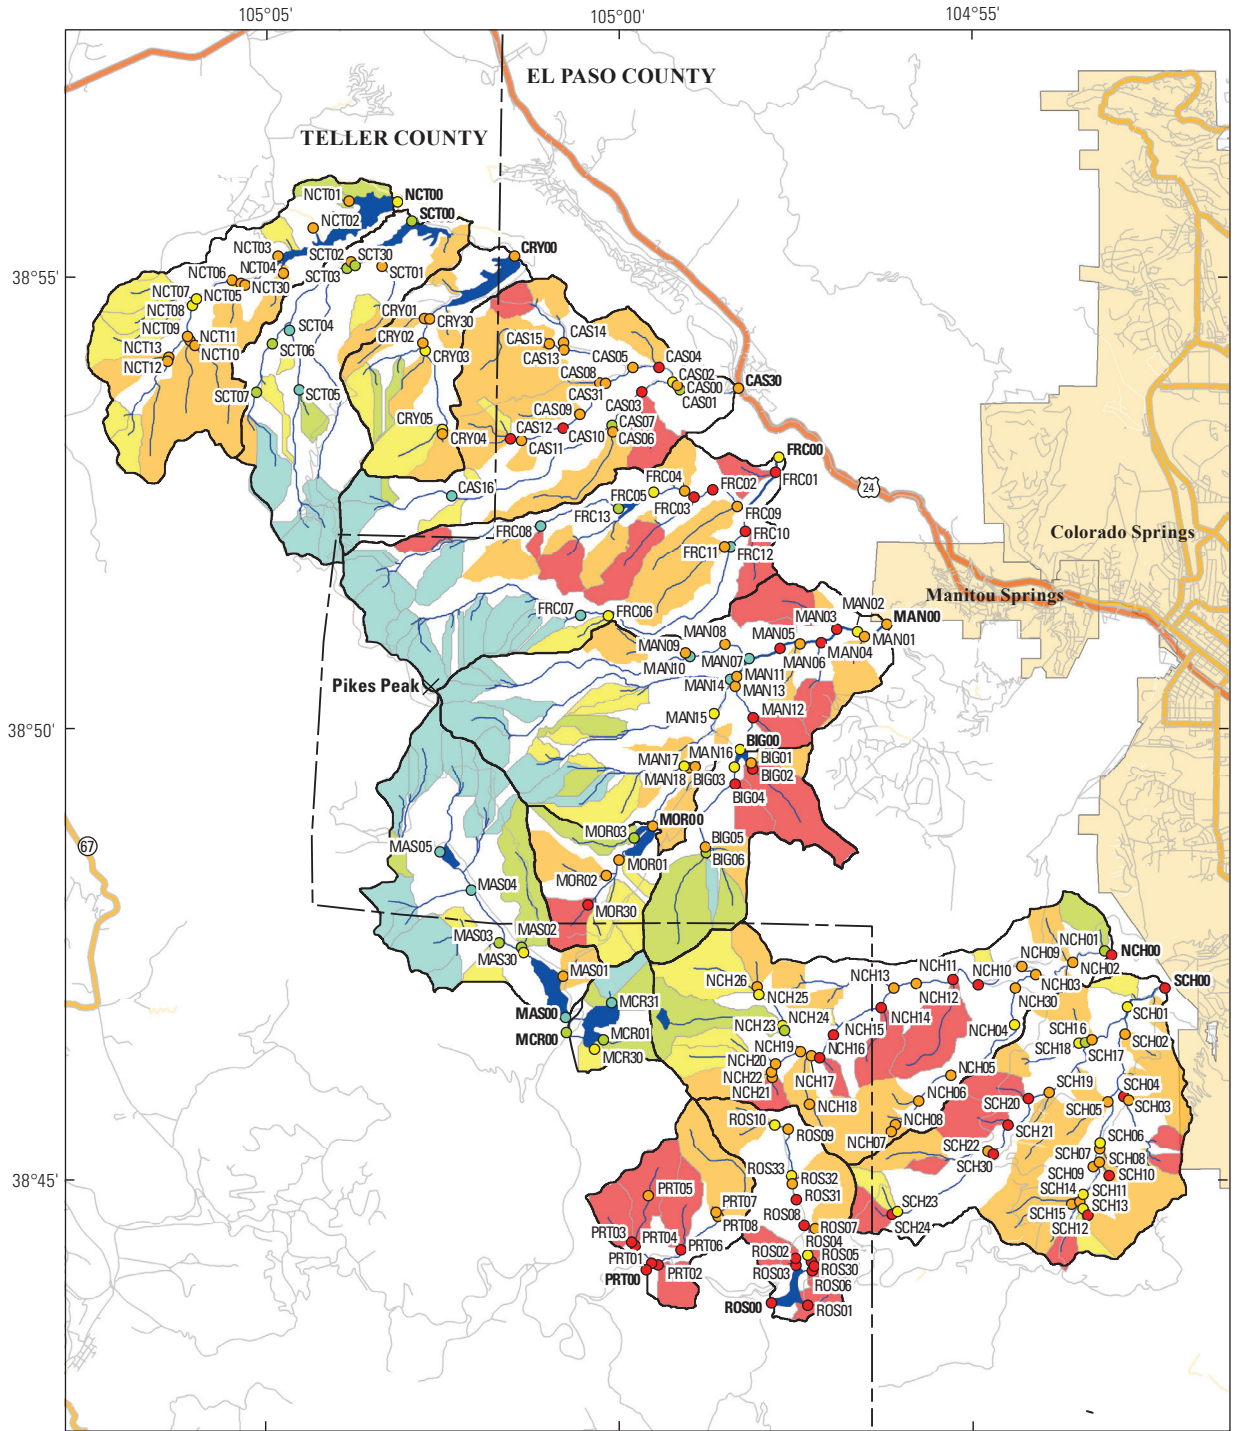 105°05'
105°00'
104°55'
EL PASO COUNTY
TELLER COUNTY
NCT01
NCT00
NCT02
SCT00
NCT03
SCT02
SCT30
CRY00
38°55'
NCT06
NCT04
SCT03
SCT01
NCT30
NCT07
NCT05
NCT08
CRY01
CRY30
NCT09
NCT11
SCT04
CAS15
CAS14
CRY02
NCT13
NCT10
SCT06
CRY03
CAS13
CAS05
CAS04
NCT12
CAS08
CAS02
CAS00
CAS30
SCT07
SCT05
CAS31
CAS01
CAS03
CAS09
CRY05
CAS12
CAS07
CRY04
CAS10
CAS06
CAS11
FRC00
FRC04
FRC02
FRC01
24
CAS16
FRC05
FRC03
FRC13
FRC09
FRC08
FRC10
Colorado Springs
FRC11
FRC12
Manitou Springs
FRC07
FRC06
MAN02
MAN03
MAN00
MAN08
MAN05
MAN01
MAN09
MAN04
MAN10
MAN07
MAN06
MAN11
Pikes Peak
MAN14
MAN13
MAN15
MAN12
38°50'
BIG00
MAN16
MAN17
BIG01
MAN18
BIG03
BIG02
BIG04
MOR00
MOR03
BIG05
67
MAS05
MOR01
BIG06
MOR02
MAS04
MOR30
MAS02
MAS03
MAS30
NCH01
NCH00
NCH09
NCH11
NCH10
NCH02
MAS01
NCH13
NCH26
NCH03
SCH00
NCH12
NCH25
NCH30
MCR31
NCH14
SCH01
MAS00
NCH24
NCH23
NCH15
NCH04
SCH16
MCR00
MCR01
SCH02
NCH19
NCH16
SCH18
SCH17
MCR30
NCH20
NCH17
NCH05
NCH22
NCH21
SCH19
SCH04
NCH06
SCH20
NCH18
SCH05
SCH03
ROS10
NCH08
SCH21
ROS09
NCH07
SCH06
SCH22
SCH07
SCH08
SCH30
SCH09
38°45'
ROS33
SCH10
ROS32
PRT05
SCH14
SCH11
ROS31
PRT07
SCH23
SCH15
SCH13
ROS08
SCH24
PRT08
SCH12
ROS07
PRT03
PRT04
ROS04
PRT06
ROS02
ROS05
PRT01
ROS03
ROS30
PRT02
PRT00
ROS06
ROS00
ROS01